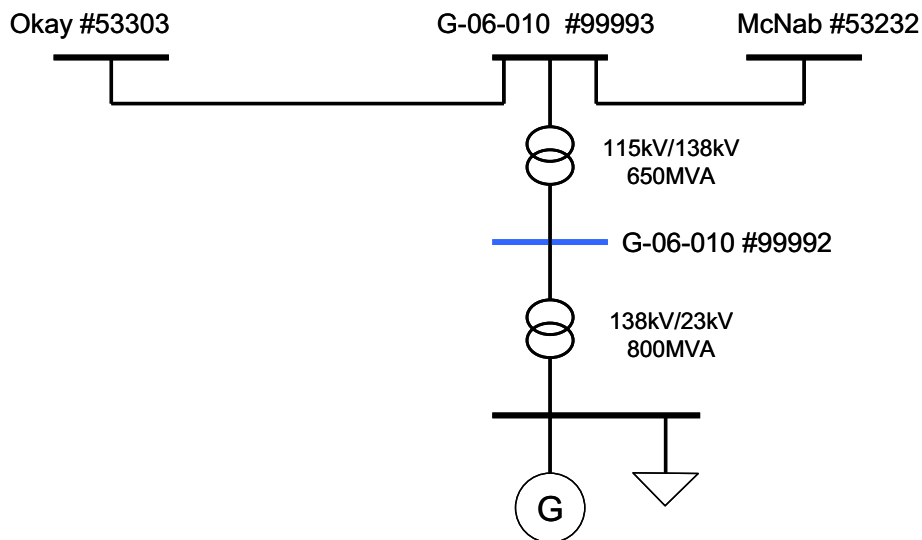 Okay #53303
G-06-010 #99993
McNab #53232
115kV/138kV
650MVA
G-06-010 #99992
138kV/23kV
800MVA
G